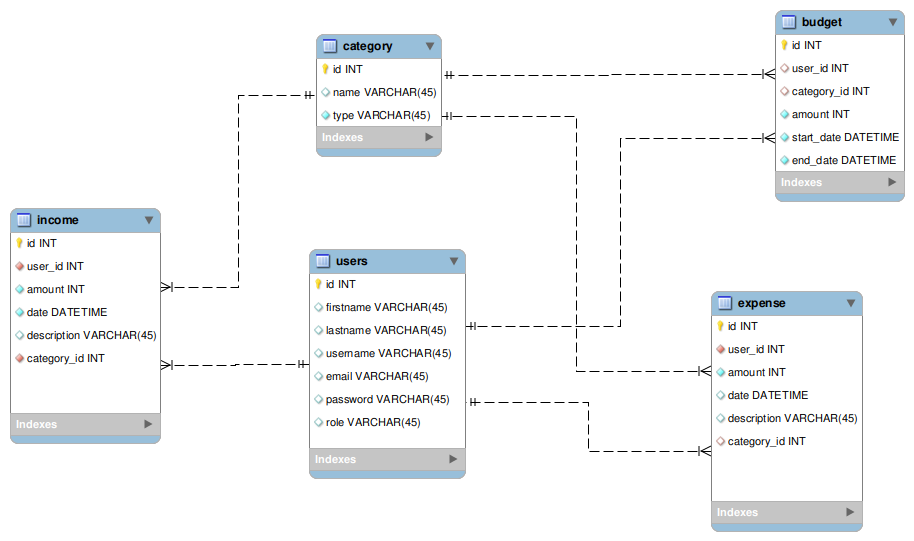 category
id INT
name VARCHAR(45)
type VARCHAR(45)
Indexes
budget
id INT
user_id INT
category_id INT
amount INT
start_date DATETIME
end_date DATETIME
Indexes
income
id INT
user_id INT
amount INT
date DATETIME
description VARCHAR(45)
category_id INT
Indexes
users
id INT
firstname VARCHAR(45)
lastname VARCHAR(45)
username VARCHAR(45)
email VARCHAR(45)
password VARCHAR(45)
role VARCHAR(45)
Indexes
expense
id INT
user_id INT
amount INT
date DATETIME
description VARCHAR(45)
category_id INT
Indexes